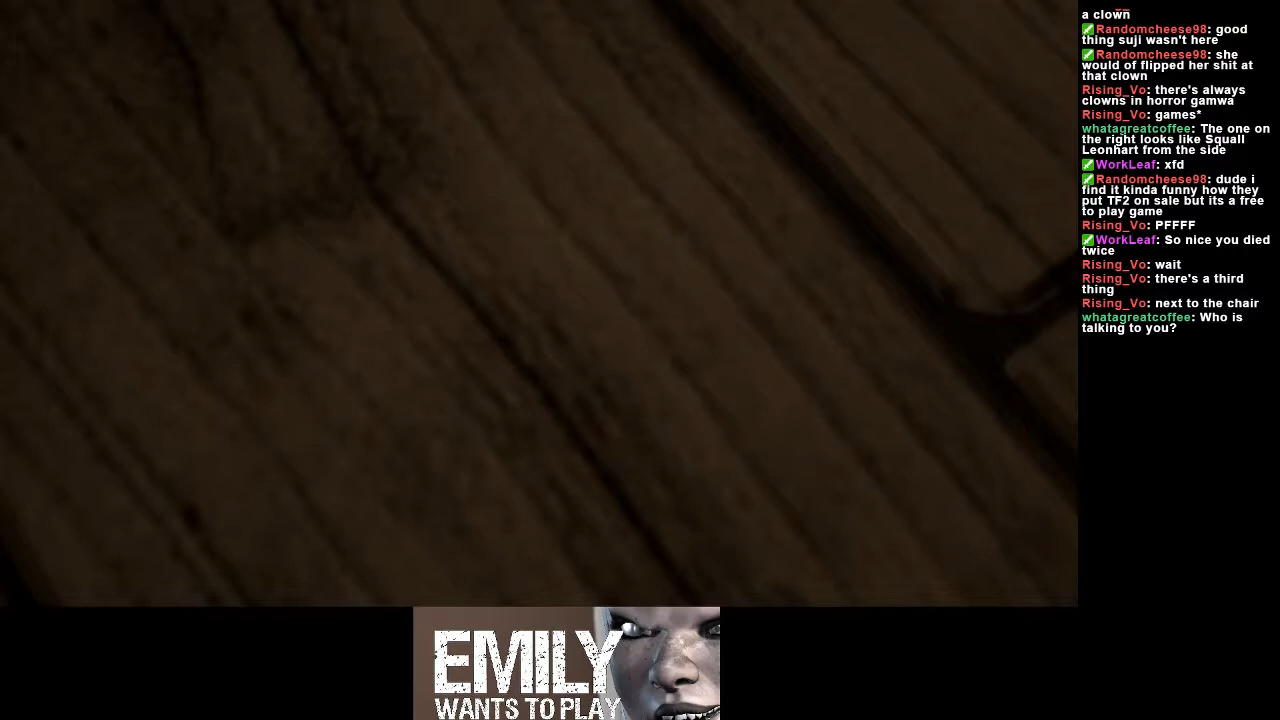 a clown
Randomcheese98: good
thing suji wasn't here
Randomcheese98: she
would of flipped her shit at
that clown
Rising_Vo: there's always
clowns in horror gamwa
Rising_Vo: games*
whatagreatcoffee: The one on
the right looks like Squall
Leonhart from the side
WorkLeaf: xfd
Randomcheese98: dude i
find it kinda funny how they
put TF2 on sale but its a free
to play game
Rising_Vo: PFFFF
WorkLeaf: So nice you died
twice
Rising_Vo: wait
Rising_Vo: there's a third
thing
Rising_Vo: next to the chair
whatagreatcoffee: Who is
talking to you?
EMILY
WANTS TO PLAY